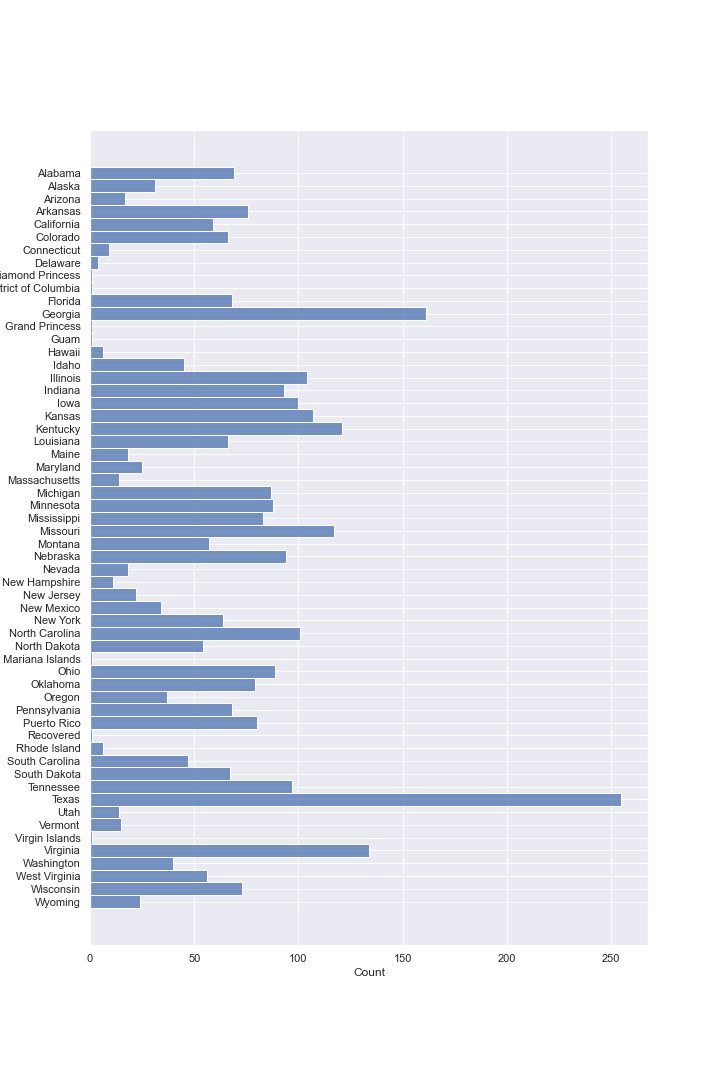 Alabama
Alaska
Arizona
Arkansas
California
Colorado
Connecticut
Delaware
iamond Princess
trict of Columbia
Florida
Georgia
Grand Princess
Guam
Hawaii
Idaho
Illinois
Indiana
Iowa
Kansas
Kentucky
Louisiana
Maine
Maryland
Massachusetts
Michigan
Minnesota
Mississippi
Missouri
Montana
Nebraska
Nevada
New Hampshire
New Jersey
New Mexico
New York
North Carolina
North Dakota
Mariana Islands
Ohio
Oklahoma
Oregon
Pennsylvania
Puerto Rico
Recovered
Rhode Island
South Carolina
South Dakota
Tennessee
Texas
Utah
Vermont
Virgin Islands
Virginia
Washington
West Virginia
Wisconsin
Wyoming
0 50 100 150 200 250
Count